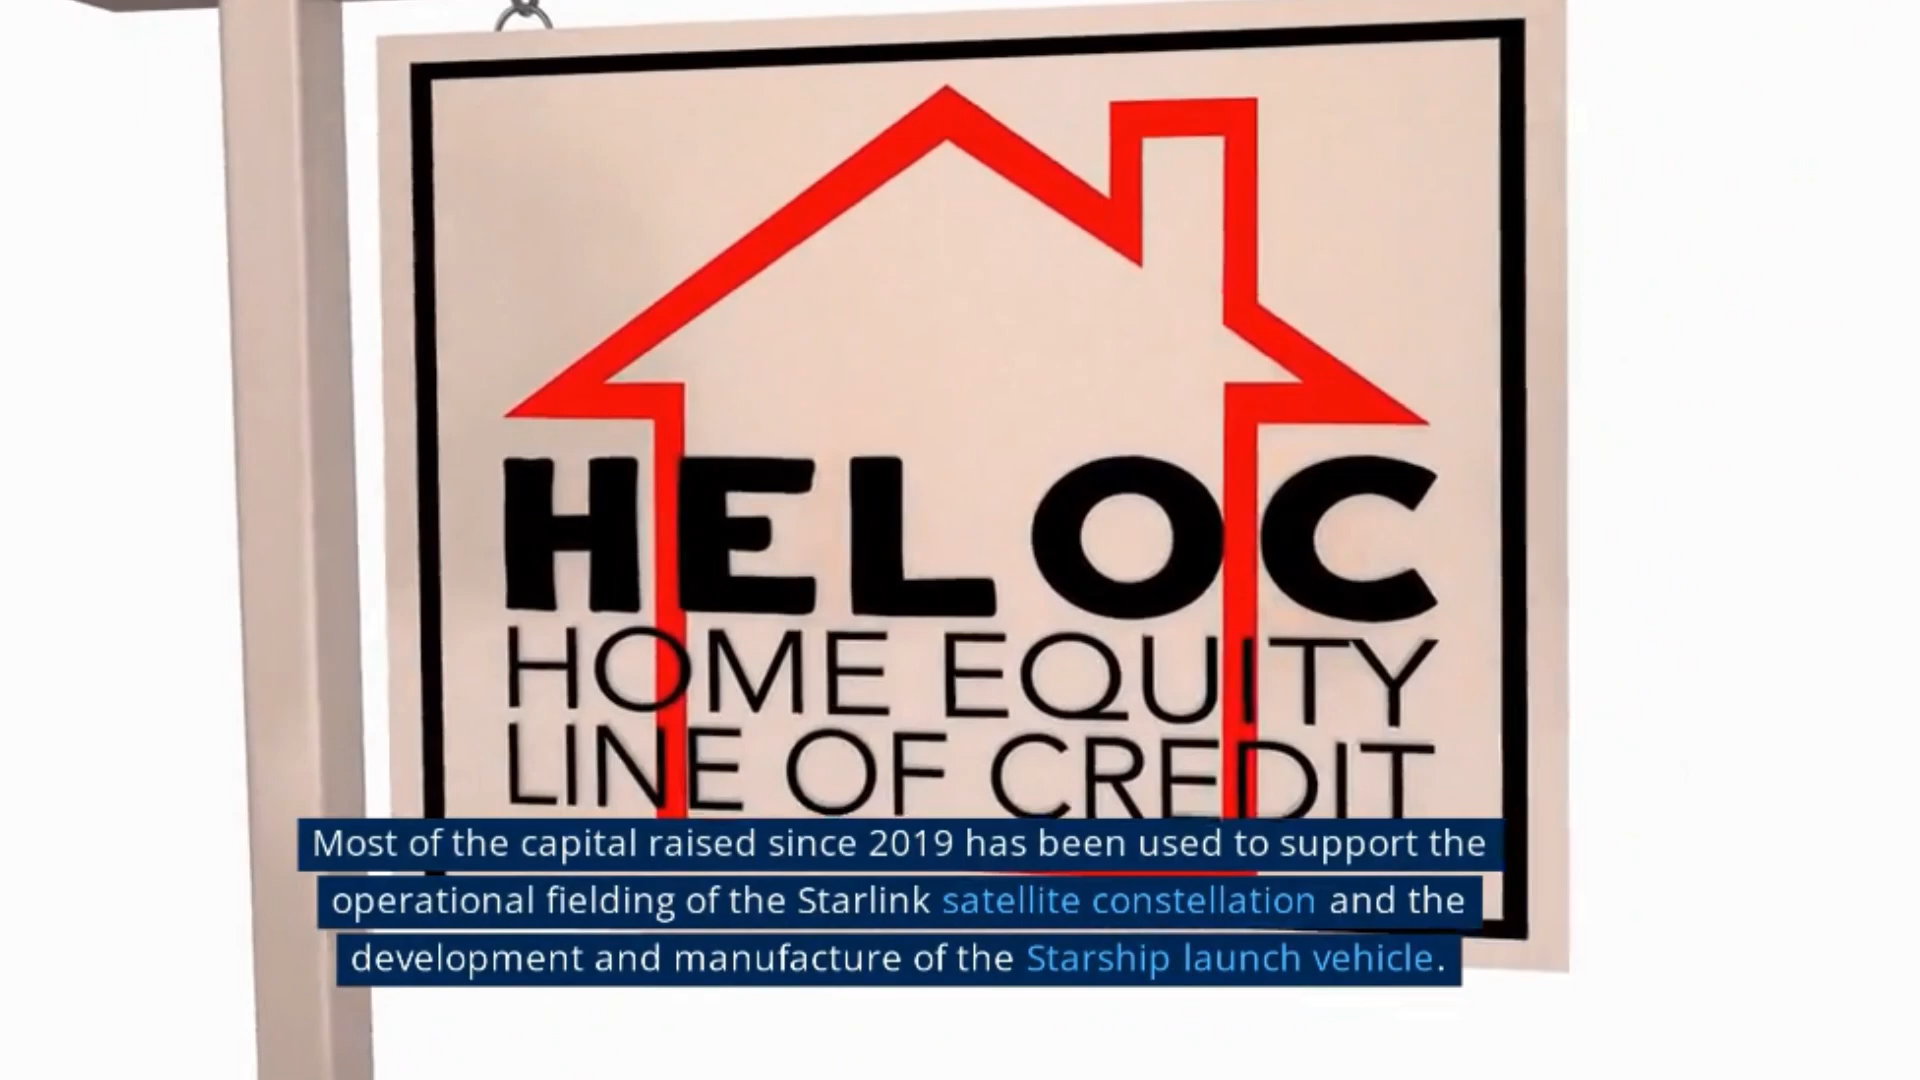 HELOC
HOME EQUITY
LINE OF CREDIT
Most of the capital raised since 2019 has been used to support the
operational fielding of the Starlink satellite constellation and the
development and manufacture of the Starship launch vehicle.